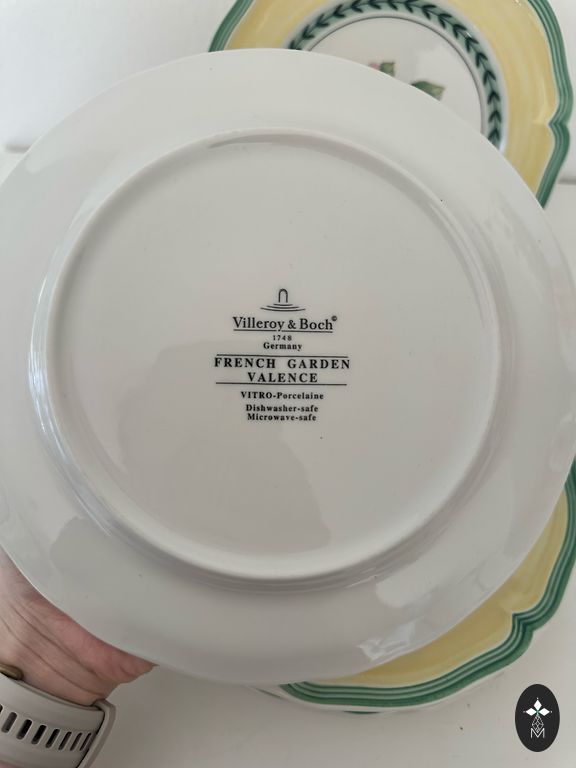 Villeroy & Boch©
1748
Germany
FRENCH GARDEN
VALENCE
VITRO-Porcelaine
Dishwasher-safe
Microwave-safe
M